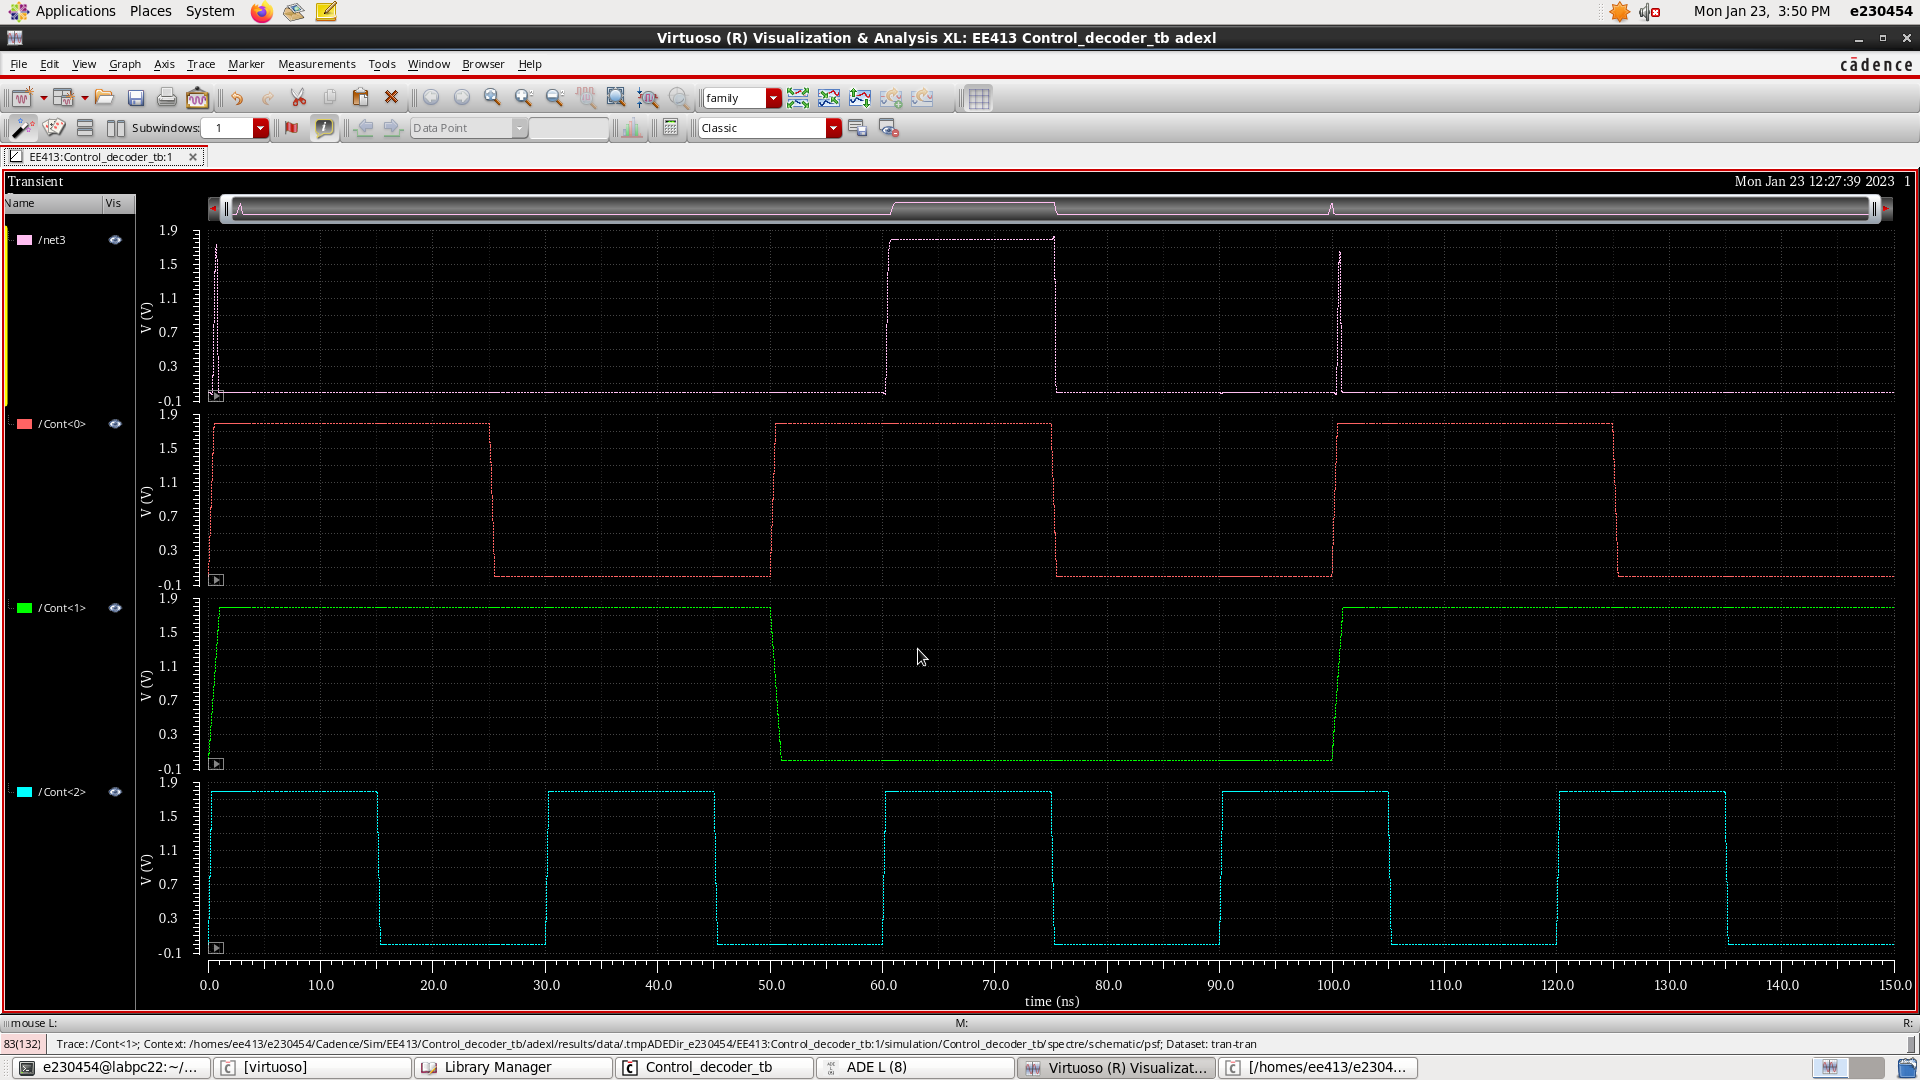 Applications Places System Mon Jan 23, 3:50 PM e230454
Virtuoso (R) Visualization & Analysis XL: EE413 Control_decoder_tb adexl
File Edit View Graph Axis Trace Marker Measurements Tools Window Browser Help cādence
family
Subwindows: 1 Data Point Classic
EE413:Control_decoder_tb:1
Transient Mon Jan 23 12:27:39 2023 1
Name Vis
/net3
1.9
1.5
1.1
0.7
0.3
-0.1
V (V)
/Cont<0>
1.9
1.5
1.1
0.7
0.3
-0.1
V (V)
/Cont<1>
1.9
1.5
1.1
0.7
0.3
-0.1
V (V)
/Cont<2>
1.9
1.5
1.1
0.7
0.3
-0.1
V (V)
0.0 10.0 20.0 30.0 40.0 50.0 60.0 70.0 80.0 90.0 100.0 110.0 120.0 130.0 140.0 150.0
time (ns)
mouse L: M: R:
83(132) Trace: /Cont<1>; Context: /homes/ee413/e230454/Cadence/Sim/EE413/Control_decoder_tb/adexl/results/data/.tmpADEDir_e230454/EE413:Control_decoder_tb:1/simulation/Control_decoder_tb/spectre/schematic/psf; Dataset: tran-tran
e230454@labpc22:~/... [virtuoso] Library Manager Control_decoder_tb ADE L (8) Virtuoso (R) Visualizat... [/homes/ee413/e2304...